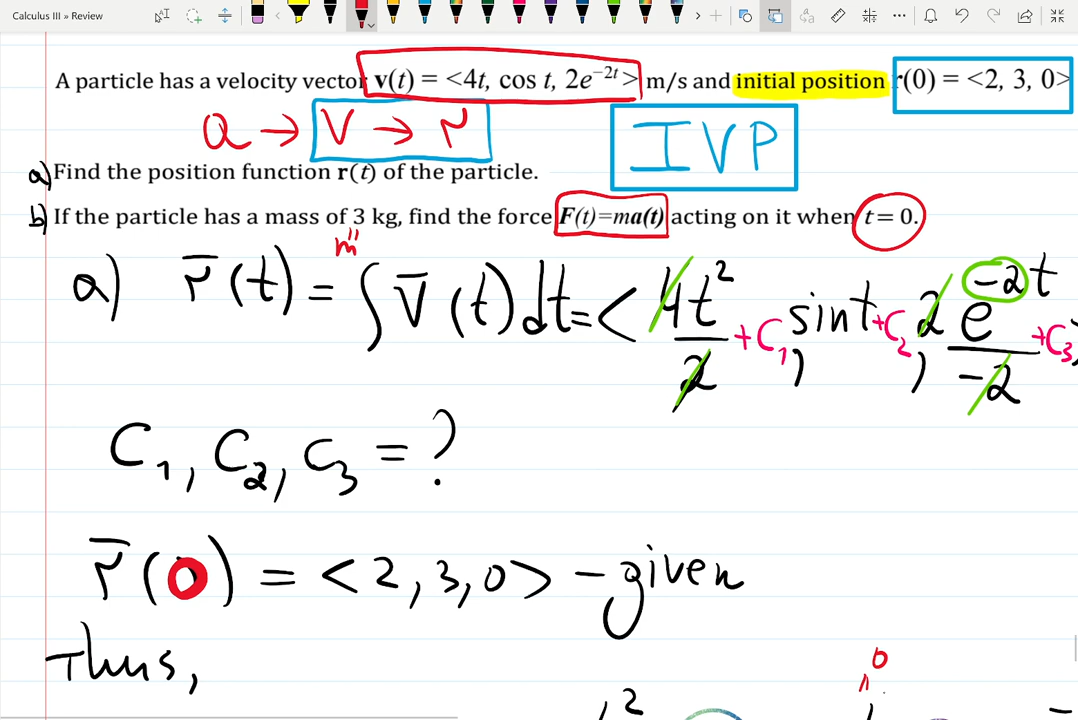 Calculus III » Review
A particle has a velocity vector v(t) = <4t, cos t, 2e⁻²ᵗ> m/s and initial position r(0) = <2, 3, 0>
a → v → r IVP
a) Find the position function r(t) of the particle.
b) If the particle has a mass of 3 kg, find the force F(t)=ma(t) acting on it when t = 0.
m"
a) r̄(t) = ∫ v̄(t)dt = < 4t²/2 + C₁, sint + C₂, 2e⁻²ᵗ/-2 + C₃
C₁, C₂, C₃ = ?
r̄(0) = <2, 3, 0> - given
Thus,
0
2